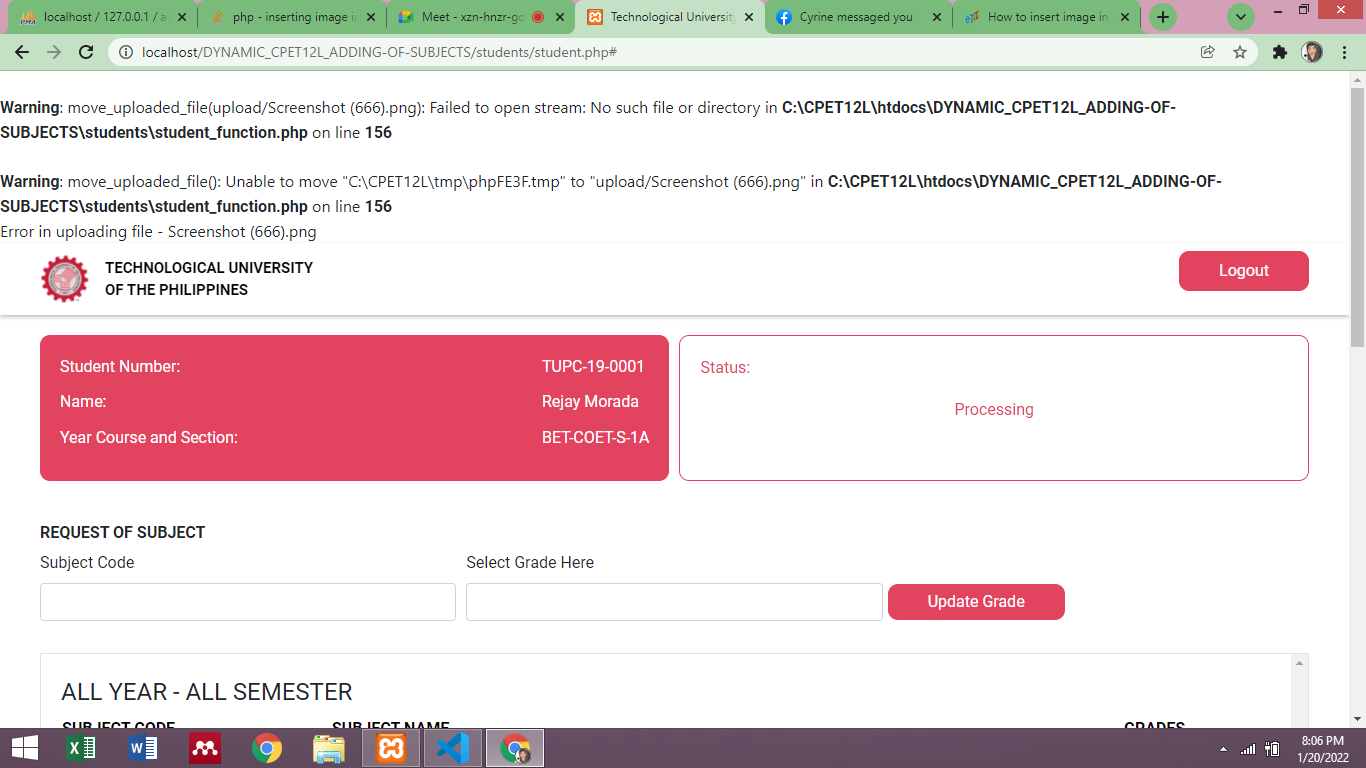 localhost / 127.0.0.1 / a
php - inserting image in
Meet - xzn-hnzr-go
Technological University
Cyrine messaged you
How to insert image in
localhost/DYNAMIC_CPET12L_ADDING-OF-SUBJECTS/students/student.php#
Warning: move_uploaded_file(upload/Screenshot (666).png): Failed to open stream: No such file or directory in C:\CPET12L\htdocs\DYNAMIC_CPET12L_ADDING-OF-
SUBJECTS\students\student_function.php on line 156
Warning: move_uploaded_file(): Unable to move "C:\CPET12L\tmp\phpFE3F.tmp" to "upload/Screenshot (666).png" in C:\CPET12L\htdocs\DYNAMIC_CPET12L_ADDING-OF-
SUBJECTS\students\student_function.php on line 156
Error in uploading file - Screenshot (666).png
TECHNOLOGICAL UNIVERSITY
OF THE PHILIPPINES
Logout
Student Number: TUPC-19-0001
Name: Rejay Morada
Year Course and Section: BET-COET-S-1A
Status:
Processing
REQUEST OF SUBJECT
Subject Code
Select Grade Here
Update Grade
ALL YEAR - ALL SEMESTER
SUBJECT CODE SUBJECT NAME GRADES
8:06 PM
1/20/2022